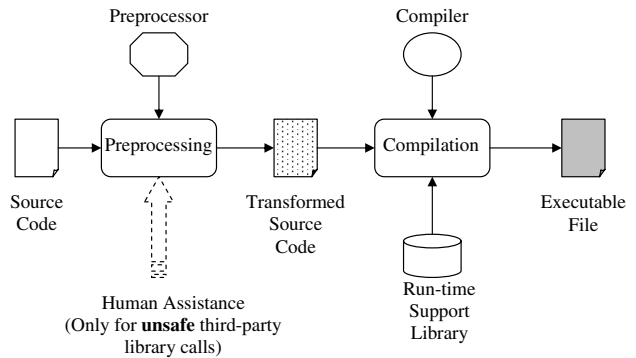 Preprocessor
Compiler
Preprocessing
Compilation
Source
Code
Transformed
Source
Code
Executable
File
Human Assistance
(Only for unsafe third-party
library calls)
Run-time
Support
Library